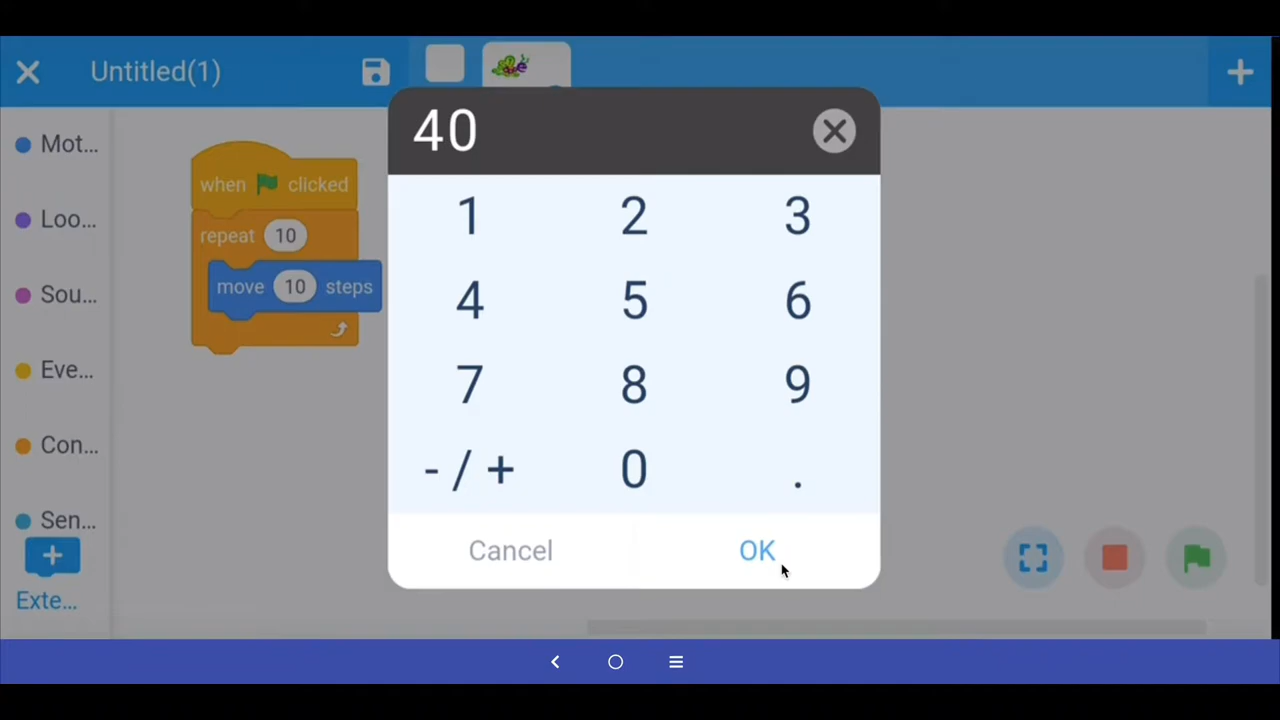 Untitled(1)
40
Mot...
Loo...
Sou...
Eve...
Con...
Sen...
Exte...
when clicked
repeat 10
move 10 steps
1 2 3
4 5 6
7 8 9
- / + 0 .
Cancel OK